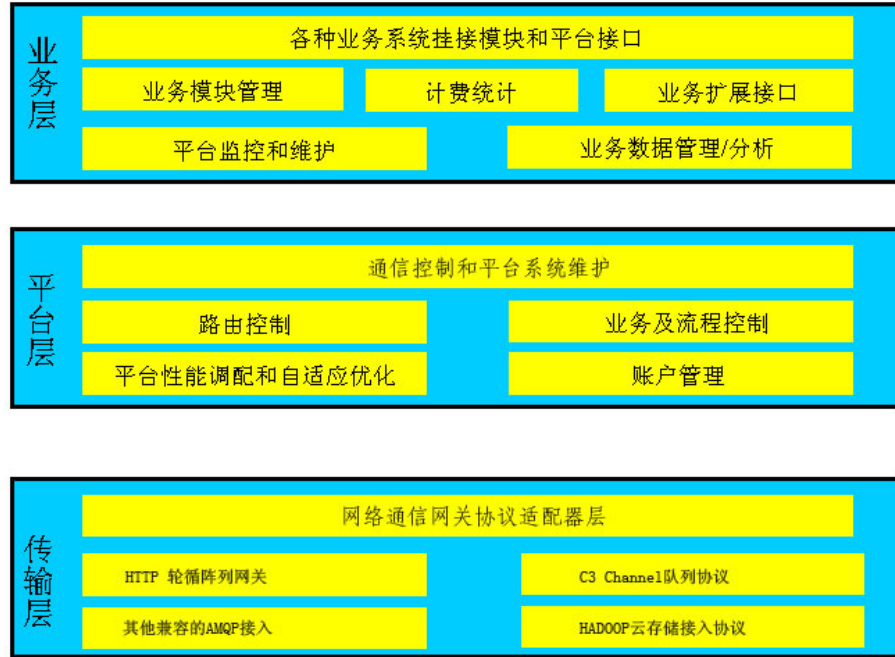 业务层
各种业务系统挂接模块和平台接口
业务模块管理
计费统计
业务扩展接口
平台监控和维护
业务数据管理/分析
平台层
通信控制和平台系统维护
路由控制
业务及流程控制
平台性能调配和自适应优化
账户管理
传输层
网络通信网关协议适配器层
HTTP 轮循阵列网关
C3 Channel队列协议
其他兼容的AMQP接入
HADOOP云存储接入协议